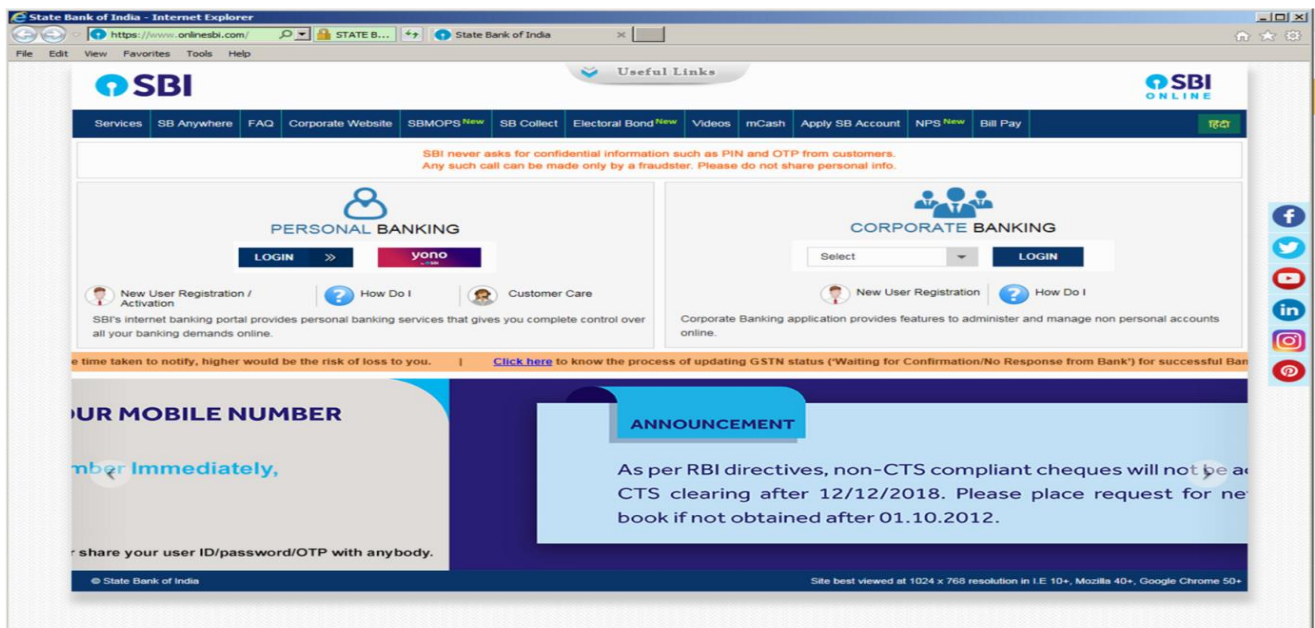 State Bank of India - Internet Explorer
https://www.onlinesbi.com/ STATE B... State Bank of India
File Edit View Favorites Tools Help
Useful Links
SBI
SBI
ONLINE
Services SB Anywhere FAQ Corporate Website SBMOPS New SB Collect Electoral Bond New Videos mCash Apply SB Account NPS New Bill Pay हिंदी
SBI never asks for confidential information such as PIN and OTP from customers.
Any such call can be made only by a fraudster. Please do not share personal info.
PERSONAL BANKING
LOGIN » yono
New User Registration /
Activation
How Do I
Customer Care
SBI's internet banking portal provides personal banking services that gives you complete control over
all your banking demands online.
CORPORATE BANKING
Select LOGIN
New User Registration How Do I
Corporate Banking application provides features to administer and manage non personal accounts
online.
e time taken to notify, higher would be the risk of loss to you. | Click here to know the process of updating GSTN status ('Waiting for Confirmation/No Response from Bank') for successful Ban
OUR MOBILE NUMBER
mber Immediately,
r share your user ID/password/OTP with anybody.
ANNOUNCEMENT
As per RBI directives, non-CTS compliant cheques will not be a
CTS clearing after 12/12/2018. Please place request for ne
book if not obtained after 01.10.2012.
© State Bank of India
Site best viewed at 1024 x 768 resolution in I.E 10+, Mozilla 40+, Google Chrome 50+